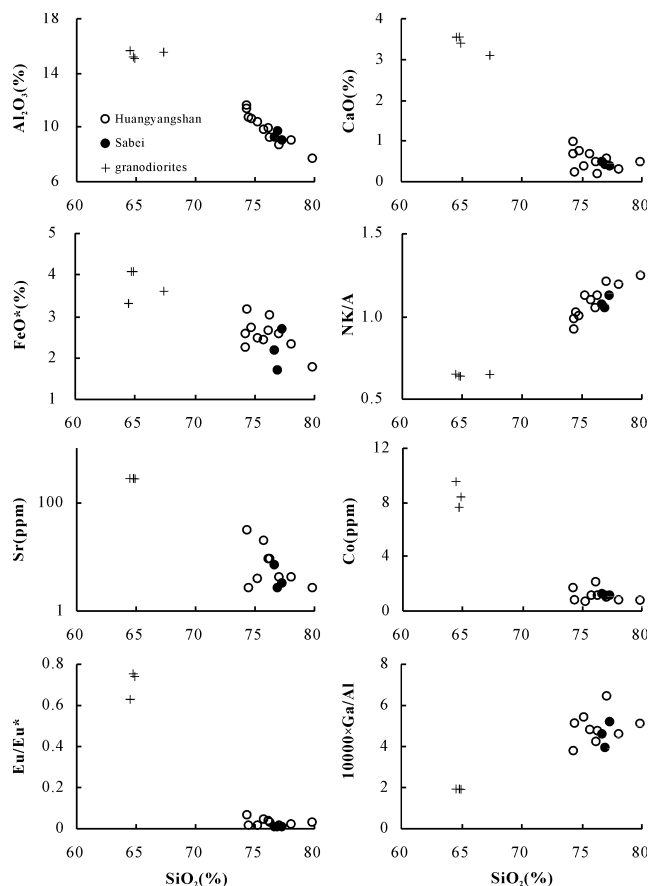 18
14
10
6
Al₂O₃(%)
Huangyangshan
Sabei
granodiorites
60 65 70 75 80
4
3
2
1
0
CaO(%)
60 65 70 75 80
5
4
3
2
1
FeO*(%)
60 65 70 75 80
1.5
1.0
0.5
NK/A
60 65 70 75 80
100
1
Sr(ppm)
60 65 70 75 80
12
8
4
0
Co(ppm)
60 65 70 75 80
0.8
0.6
0.4
0.2
0
Eu/Eu*
60 65 70 75 80
SiO₂(%)
8
6
4
2
0
10000×Ga/Al
60 65 70 75 80
SiO₂(%)